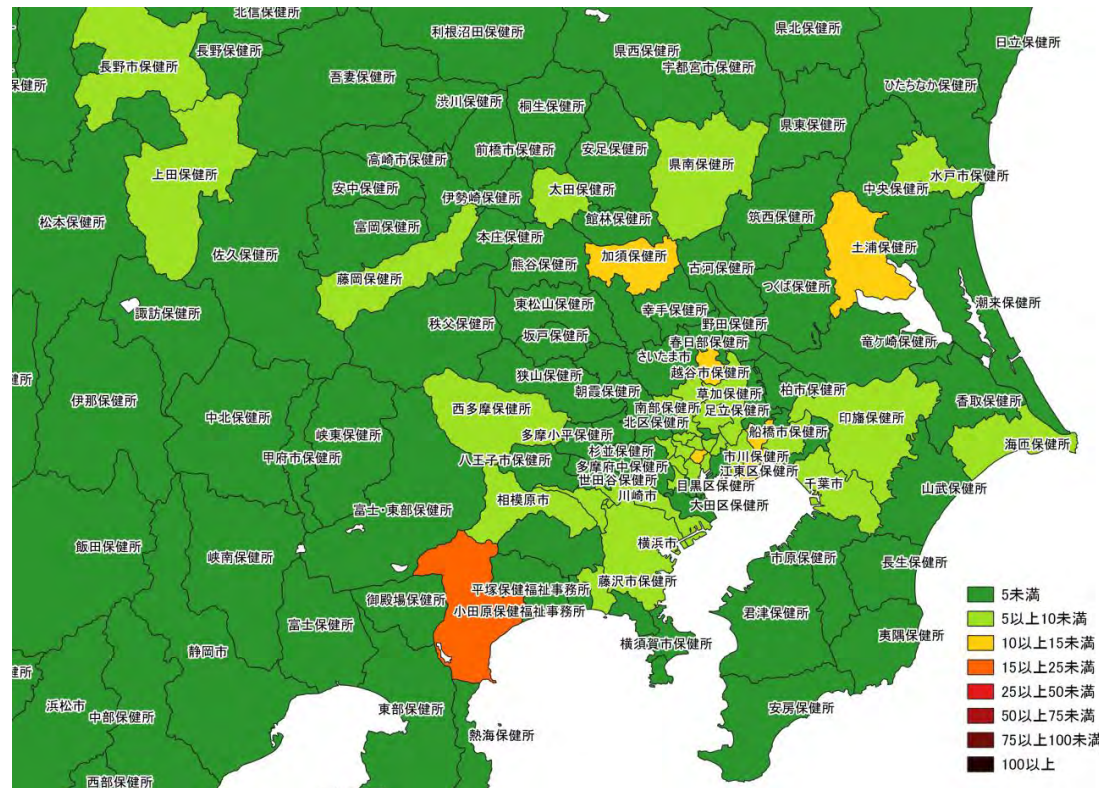 北信保健所
利根沼田保健所
県北保健所
日立保健所
長野保健所
県西保健所
長野市保健所
宇都宮市保健所
吾妻保健所
ひたちなか保健所
渋川保健所
桐生保健所
県東保健所
前橋市保健所
安足保健所
高崎市保健所
県南保健所
上田保健所
水戸市保健所
安中保健所
太田保健所
中央保健所
伊勢崎保健所
松本保健所
館林保健所
筑西保健所
富岡保健所
本庄保健所
土浦保健所
佐久保健所
加須保健所
熊谷保健所
古河保健所
藤岡保健所
つくば保健所
諏訪保健所
東松山保健所
潮来保健所
幸手保健所
秩父保健所
野田保健所
坂戸保健所
春日部保健所
竜ケ崎保健所
さいたま市
越谷市保健所
狭山保健所
柏市保健所
朝霞保健所
草加保健所
伊那保健所
香取保健所
西多摩保健所
南部保健所
足立保健所
中北保健所
印旛保健所
北区保健所
峡東保健所
多摩小平保健所
船橋市保健所
海匝保健所
杉並保健所
甲府市保健所
八王子市保健所
市川保健所
多摩府中保健所
江東区保健所
世田谷保健所
千葉市
目黒区保健所
山武保健所
相模原市
川崎市
大田区保健所
富士・東部保健所
飯田保健所
横浜市
峡南保健所
市原保健所
長生保健所
藤沢市保健所
平塚保健福祉事務所
御殿場保健所
小田原保健福祉事務所
君津保健所
富士保健所
夷隅保健所
横須賀市保健所
静岡市
浜松市
東部保健所
安房保健所
中部保健所
熱海保健所
西部保健所
5未満
5以上10未満
10以上15未満
15以上25未満
25以上50未満
50以上75未満
75以上100未満
100以上